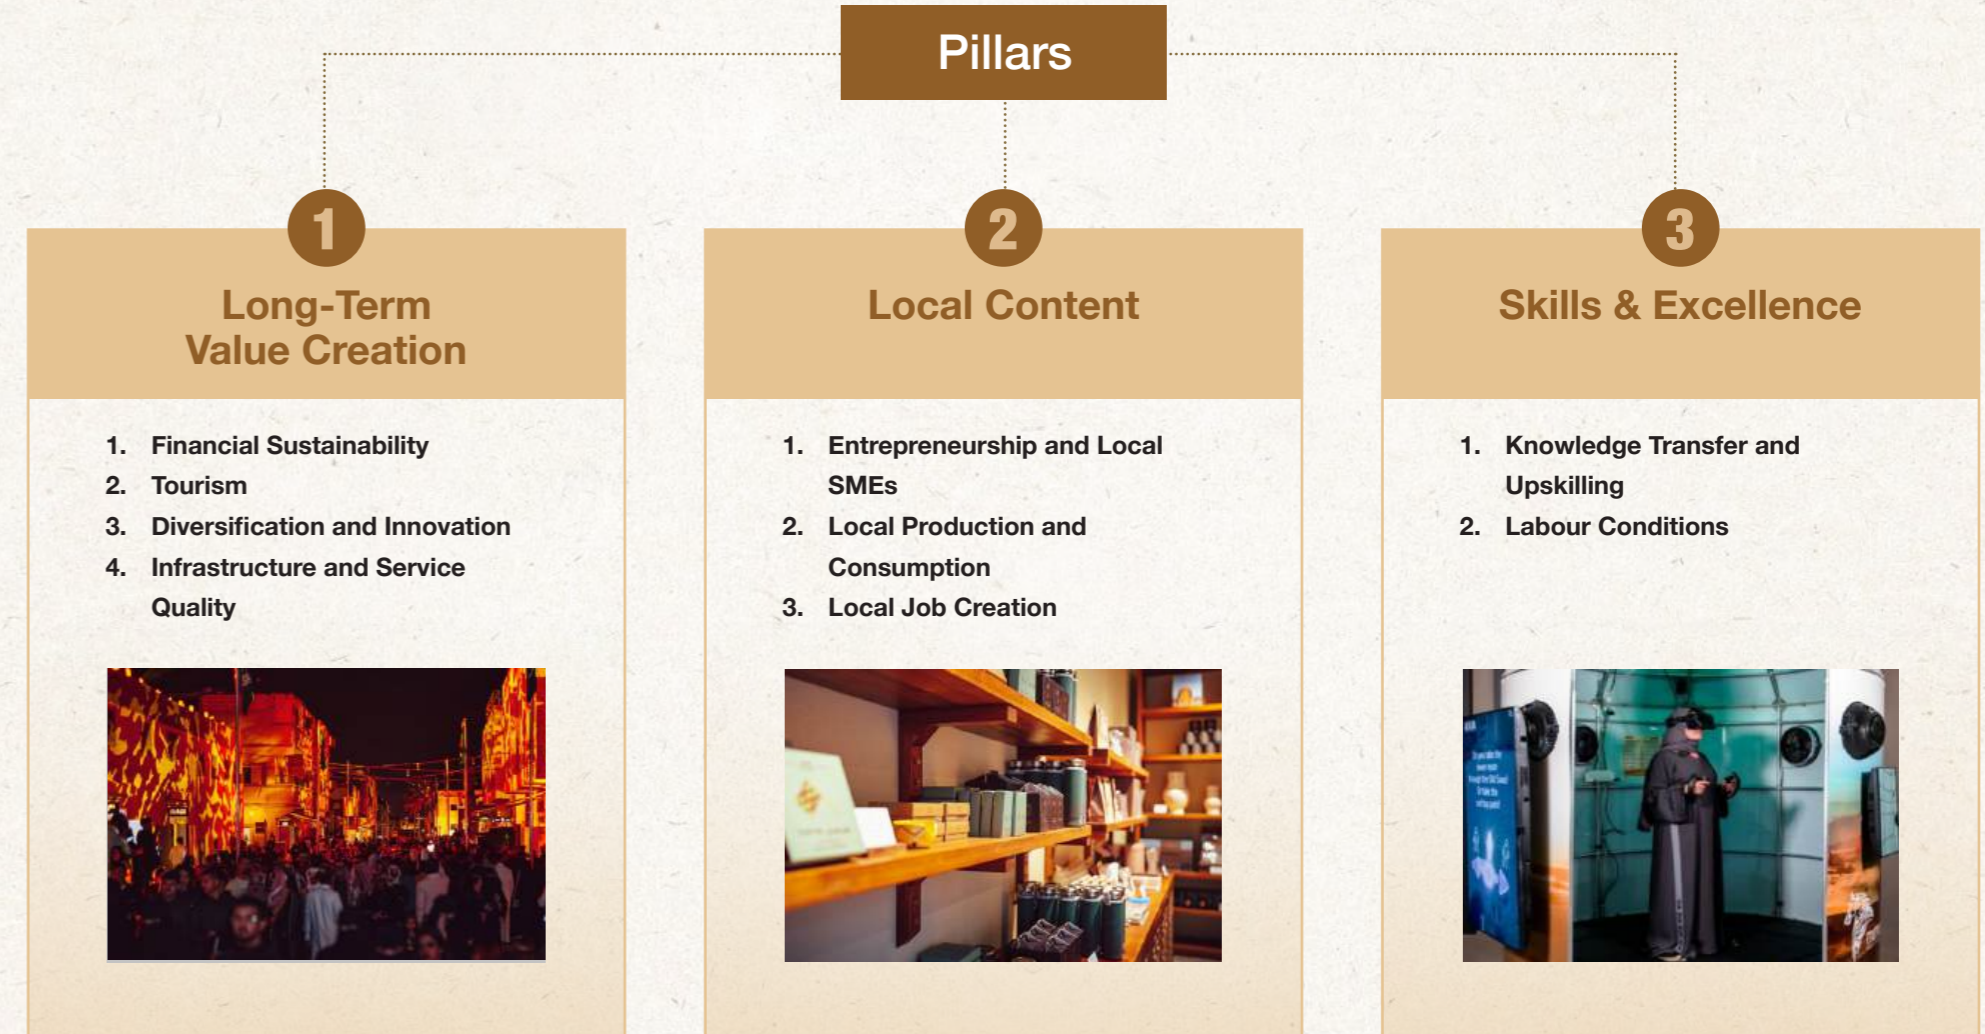 Pillars
1
Long-Term
Value Creation
1. Financial Sustainability
2. Tourism
3. Diversification and Innovation
4. Infrastructure and Service
Quality
2
Local Content
1. Entrepreneurship and Local
SMEs
2. Local Production and
Consumption
3. Local Job Creation
3
Skills & Excellence
1. Knowledge Transfer and
Upskilling
2. Labour Conditions